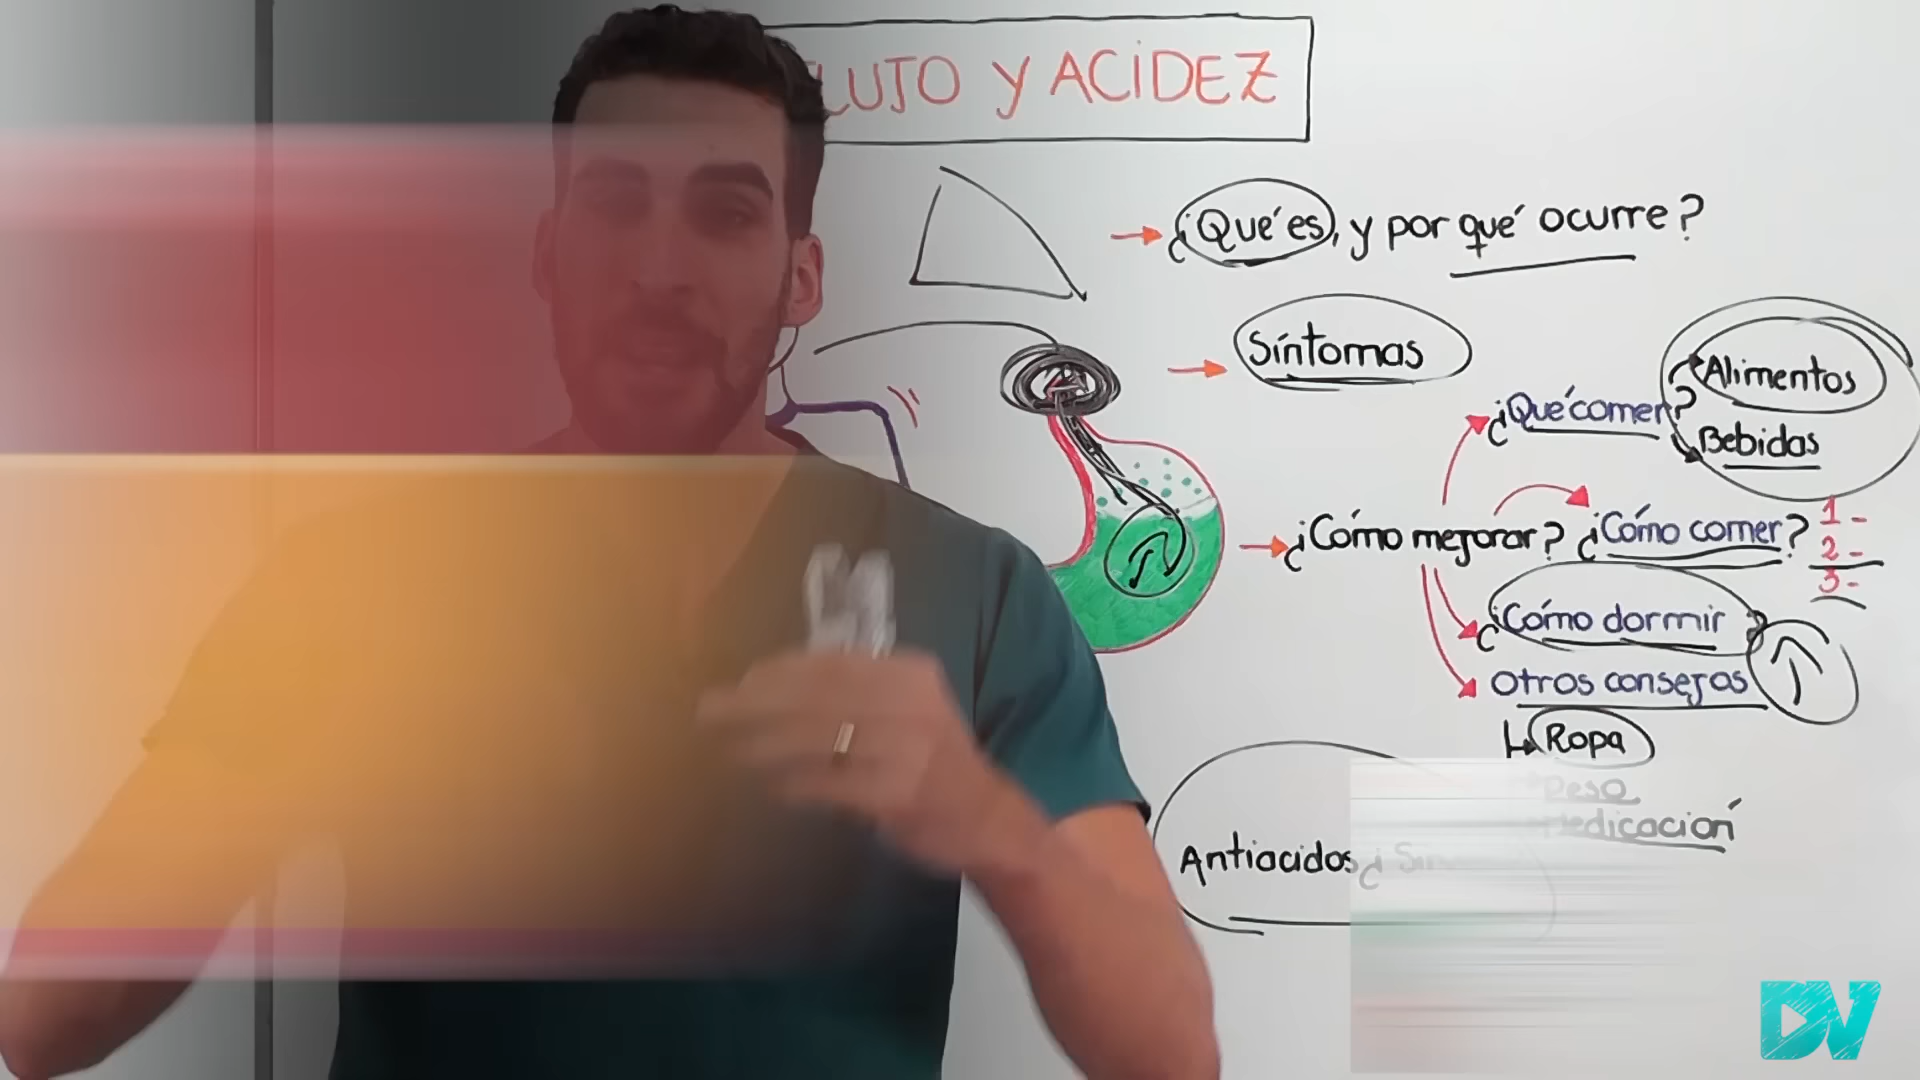 LUJO Y ACIDEZ
¿Qué es, y por qué ocurre?
Síntomas
Alimentos
¿Qué comer?
Bebidas
¿Cómo mejorar?
¿Cómo comer?
1-
2-
3-
¿Cómo dormir?
Otros consejos
Ropa
Peso
Medicación
Antiacidos
DV